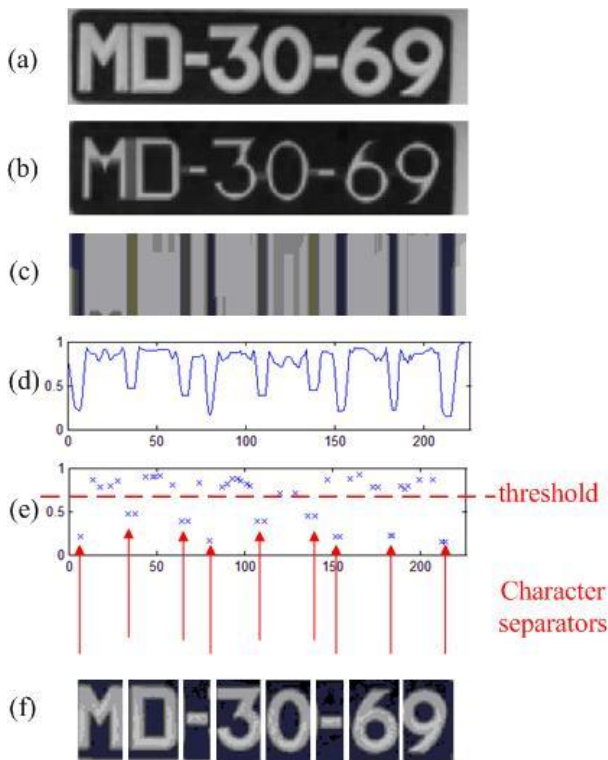 (a) MD-30-69
(b) MD-30-69
(c)
(d) 1
0.5
0
0 50 100 150 200
(e) 1
threshold
0.5
0
0 50 100 150 200
Character
separators
(f) MD-30-69